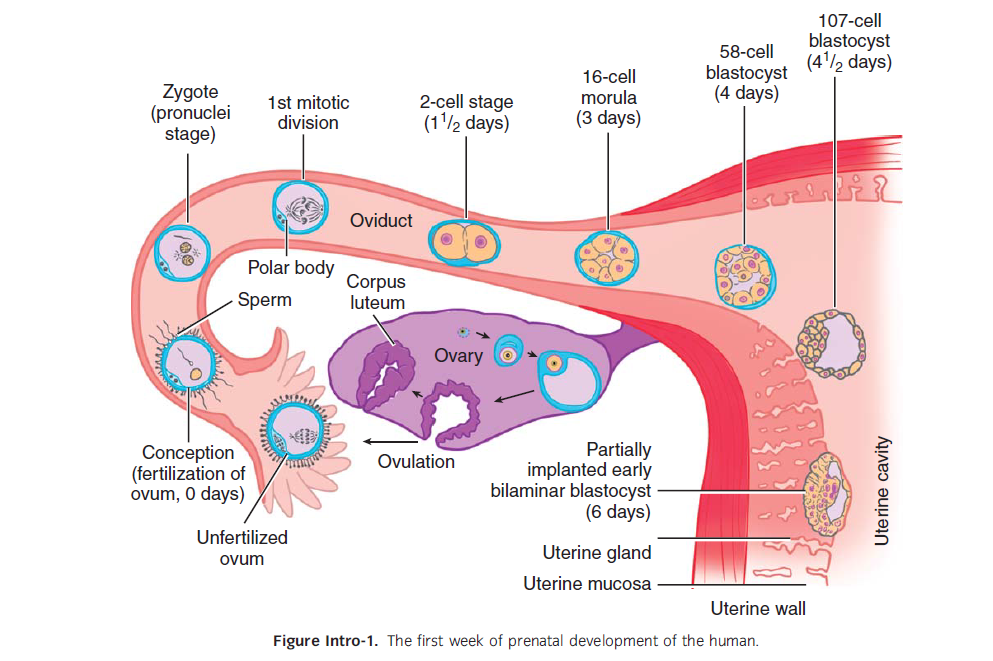 107-cell
blastocyst
(4 1/2 days)
58-cell
blastocyst
(4 days)
16-cell
morula
(3 days)
2-cell stage
(1 1/2 days)
1st mitotic
division
Zygote
(pronuclei
stage)
Oviduct
Polar body
Corpus
luteum
Sperm
Ovary
Conception
(fertilization of
ovum, 0 days)
Ovulation
Unfertilized
ovum
Partially
implanted early
bilaminar blastocyst
(6 days)
Uterine cavity
Uterine gland
Uterine mucosa
Uterine wall
Figure Intro-1. The first week of prenatal development of the human.